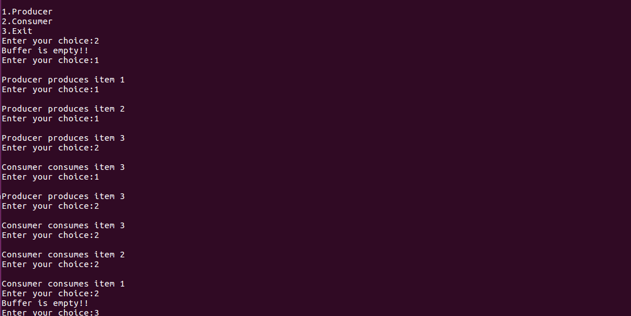 1.Producer
2.Consumer
3.Exit
Enter your choice:2
Buffer is empty!!
Enter your choice:1
Producer produces item 1
Enter your choice:1
Producer produces item 2
Enter your choice:1
Producer produces item 3
Enter your choice:2
Consumer consumes item 3
Enter your choice:1
Producer produces item 3
Enter your choice:2
Consumer consumes item 3
Enter your choice:2
Consumer consumes item 2
Enter your choice:2
Consumer consumes item 1
Enter your choice:2
Buffer is empty!!
Enter your choice:3